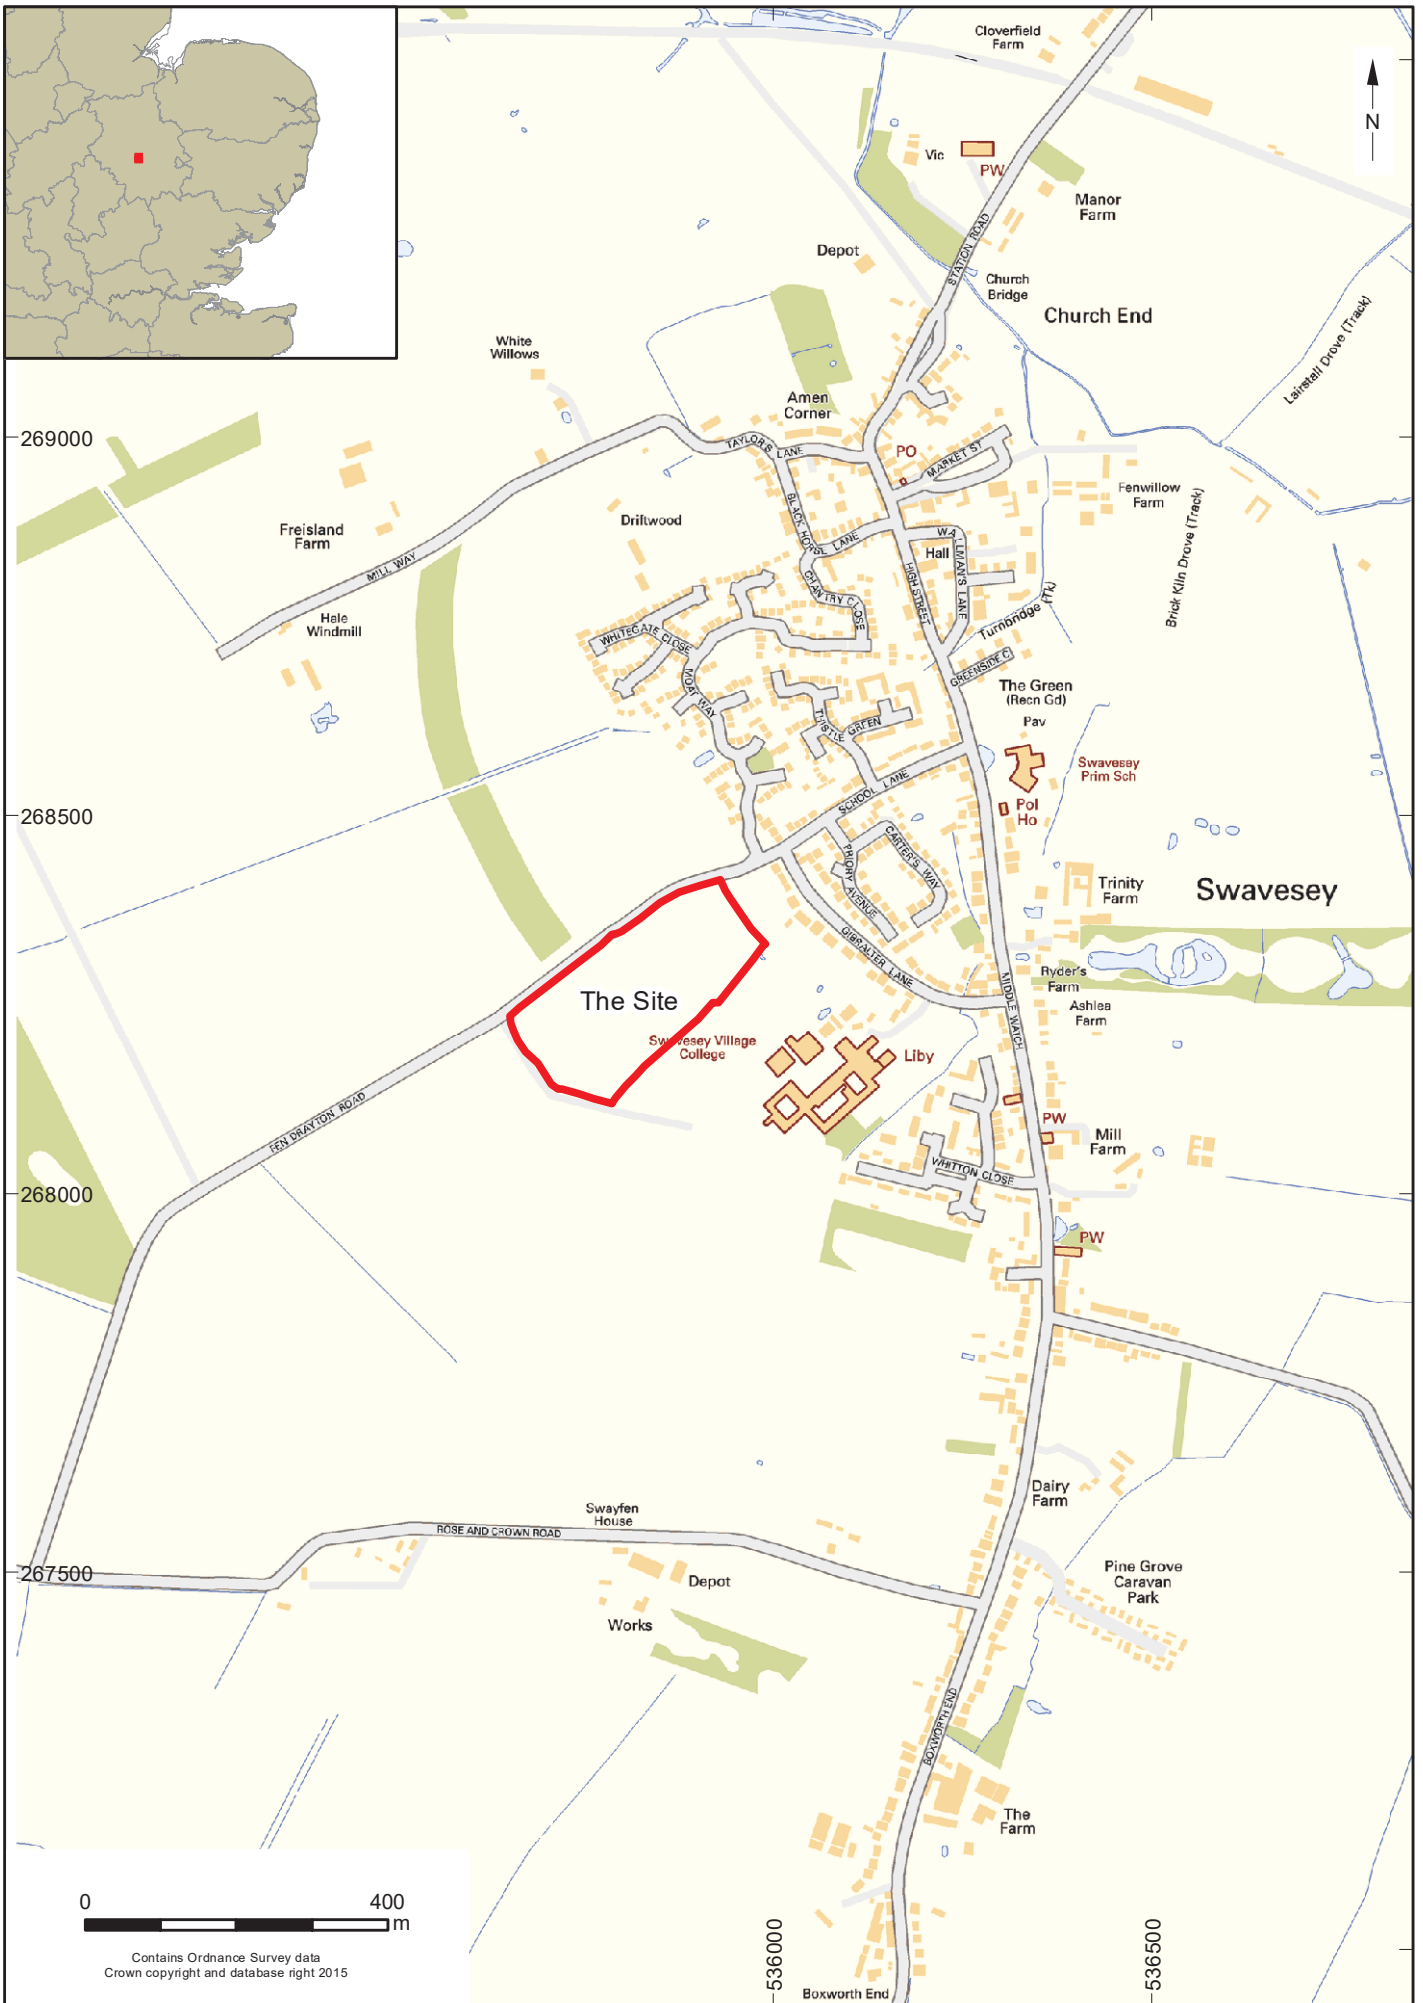 Cloverfield
Farm
N
Vic
PW
Manor
Farm
STATION ROAD
Depot
Church
Bridge
Church End
Lairstall Drove (Track)
White
Willows
Amen
Corner
269000
TAYLOR'S LANE
PO
MARKET ST
Fenwillow
Farm
Freisland
Farm
Driftwood
BLACK HORSE LANE
WALLMAN'S LANE
Hall
HIGH STREET
Brick Kiln Drove (Track)
MILL WAY
CHANTRY CLOSE
Turnbridge (Tk)
Hale
Windmill
WHITEGATE CLOSE
GREENSIDE C
MOAT WAY
The Green
(Recn Gd)
Pav
THISTLE GREEN
Swavesey
Prim Sch
SCHOOL LANE
Pol
Ho
268500
CARTER'S WAY
PRIORY AVENUE
Trinity
Farm
Swavesey
GIBRALTER LANE
Ryder's
Farm
MIDDLE WATCH
Ashlea
Farm
The Site
Swavesey Village
College
Liby
FEN DRAYTON ROAD
PW
Mill
Farm
WHITTON CLOSE
268000
PW
Dairy
Farm
Swayfen
House
ROSE AND CROWN ROAD
267500
Depot
Pine Grove
Caravan
Park
Works
BOXWORTH END
The
Farm
0 400
m
Contains Ordnance Survey data
Crown copyright and database right 2015
536000
536500
Boxworth End